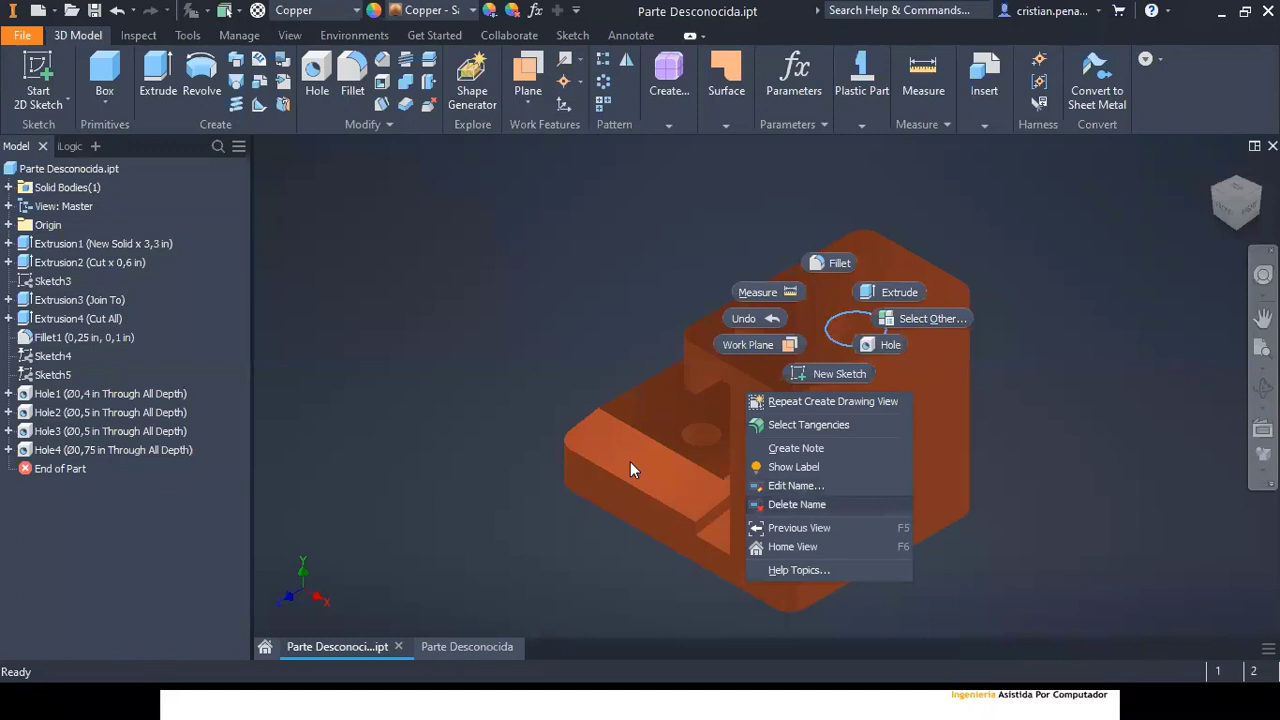 Copper
Copper - Sa
fx
Parte Desconocida.ipt
Search Help & Commands...
cristian.pena...
File
3D Model
Inspect
Tools
Manage
View
Environments
Get Started
Collaborate
Sketch
Annotate
Start
2D Sketch
Box
Extrude
Revolve
Hole
Fillet
Shape
Generator
Plane
Create...
Surface
fx
Parameters
Plastic Part
Measure
Insert
Convert to
Sheet Metal
Sketch
Primitives
Create
Modify
Explore
Work Features
Pattern
Parameters
Measure
Harness
Convert
Model
iLogic
Parte Desconocida.ipt
Solid Bodies(1)
View: Master
Origin
Extrusion1 (New Solid x 3,3 in)
Extrusion2 (Cut x 0,6 in)
Sketch3
Extrusion3 (Join To)
Extrusion4 (Cut All)
Fillet1 (0,25 in, 0,1 in)
Sketch4
Sketch5
Hole1 (Ø0,4 in Through All Depth)
Hole2 (Ø0,5 in Through All Depth)
Hole3 (Ø0,5 in Through All Depth)
Hole4 (Ø0,75 in Through All Depth)
End of Part
Fillet
Measure
Extrude
Undo
Select Other...
Work Plane
Hole
New Sketch
Repeat Create Drawing View
Select Tangencies
Create Note
Show Label
Edit Name...
Delete Name
Previous View F5
Home View F6
Help Topics...
Y
X
Z
Parte Desconoci...ipt
Parte Desconocida
Ready
1
2
Ingeniería Asistida Por Computador